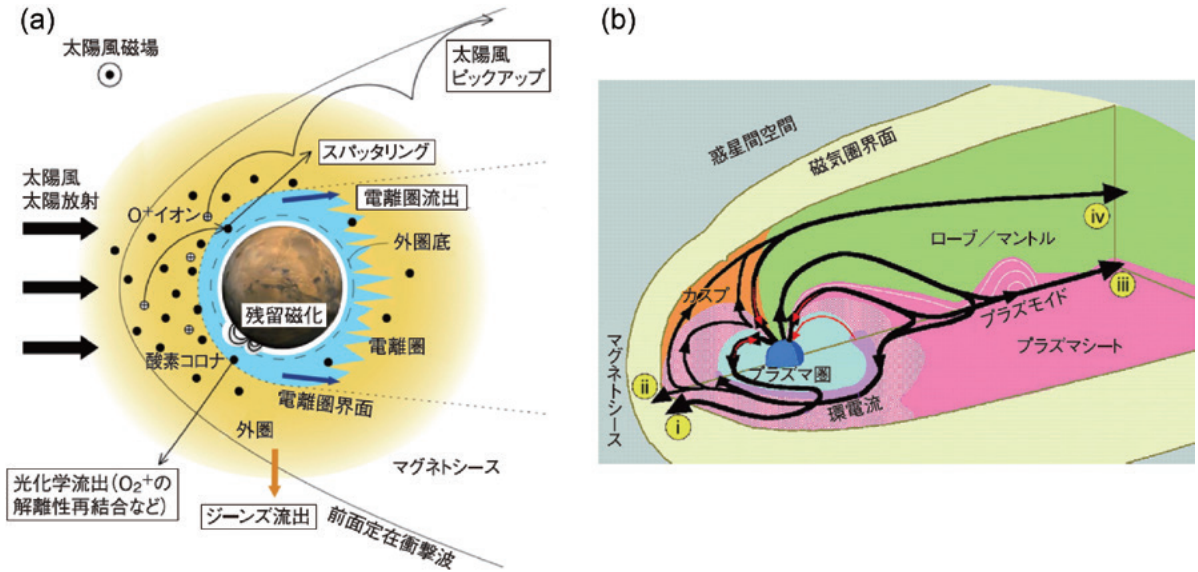 (a)
太陽風磁場
太陽風
ピックアップ
スパッタリング
太陽風
太陽放射
O⁺イオン
電離圏流出
外圏底
残留磁化
酸素コロナ
電離圏
電離圏界面
外圏
マグネトシース
光化学流出(O₂⁺の
解離性再結合など)
ジーンズ流出
前面定在衝撃波
(b)
惑星間空間
磁気圏界面
iv
ローブ/マントル
カスプ
iii
プラズモイド
プラズマシート
プラズマ圏
マグネトシース
ii
環電流
i